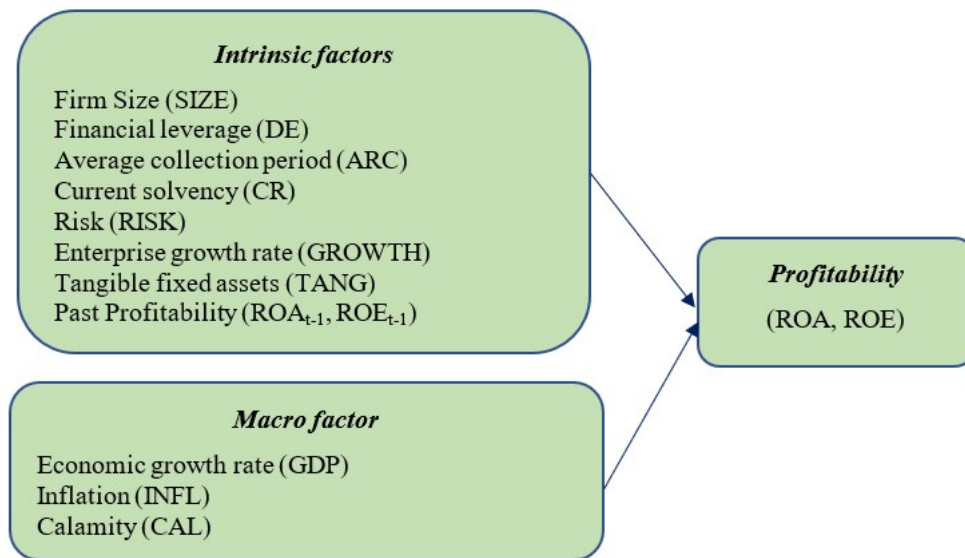 Intrinsic factors
Firm Size (SIZE)
Financial leverage (DE)
Average collection period (ARC)
Current solvency (CR)
Risk (RISK)
Enterprise growth rate (GROWTH)
Tangible fixed assets (TANG)
Past Profitability (ROAt-1, ROEt-1)
Profitability
(ROA, ROE)
Macro factor
Economic growth rate (GDP)
Inflation (INFL)
Calamity (CAL)